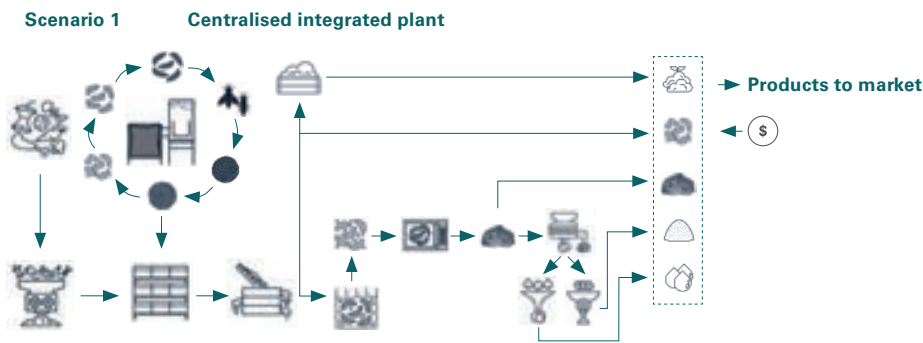 Scenario 1 Centralised integrated plant
Products to market
$